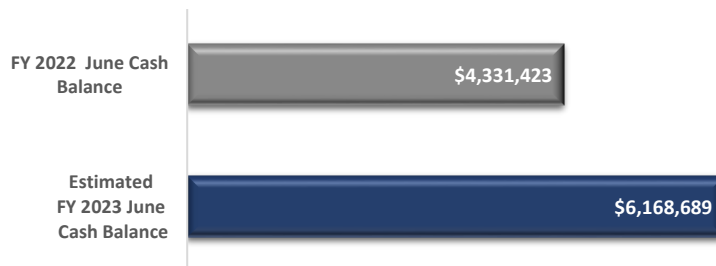 FY 2022 June Cash
Balance
$4,331,423
Estimated
FY 2023 June
Cash Balance
$6,168,689